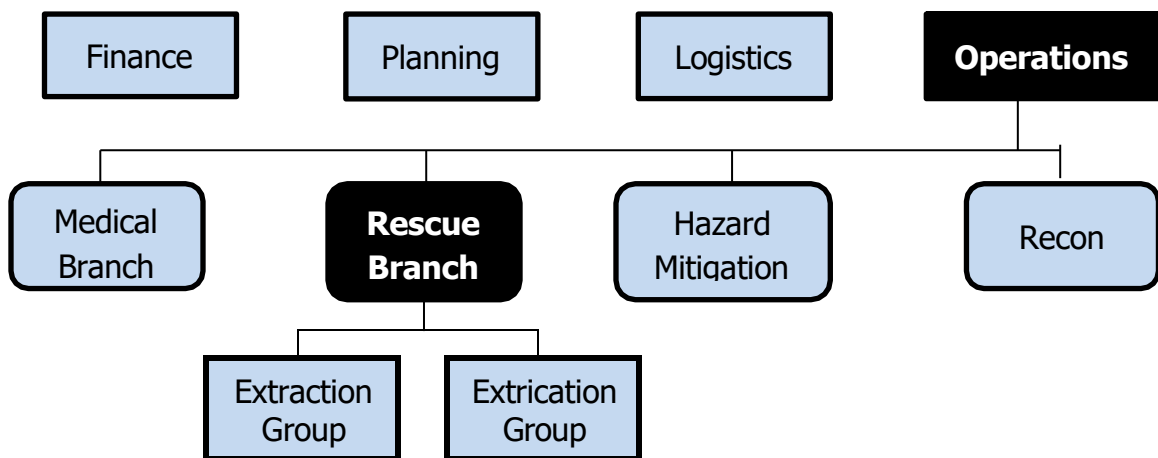 Finance
Planning
Logistics
Operations
Medical
Branch
Rescue
Branch
Hazard
Mitigation
Recon
Extraction
Group
Extrication
Group